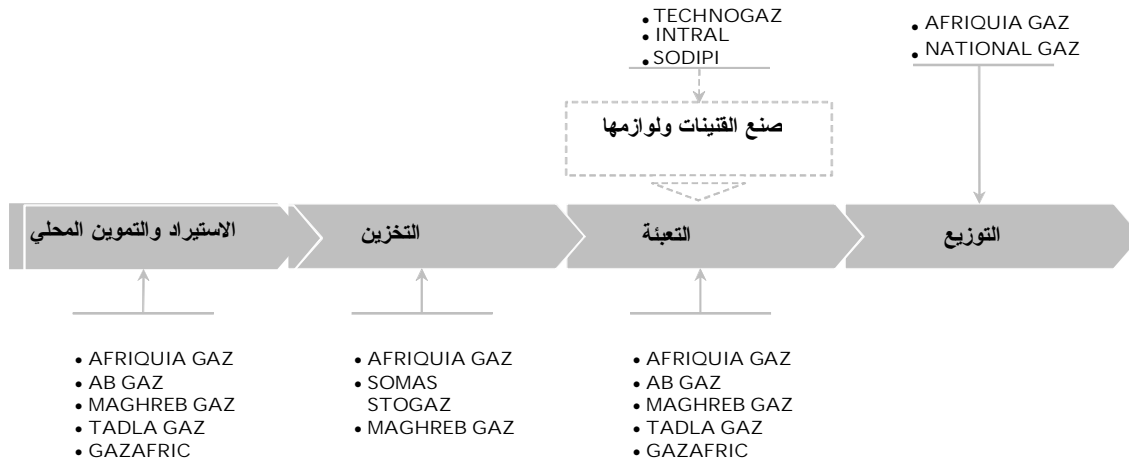 • TECHNOGAZ
• INTRAL
• SODIPI
• AFRIQUIA GAZ
• NATIONAL GAZ
صنع القنينات ولوازمها
الاستيراد والتموين المحلي
التخزين
التعبئة
التوزيع
• AFRIQUIA GAZ
• AB GAZ
• MAGHREB GAZ
• TADLA GAZ
• GAZAFRIC
• AFRIQUIA GAZ
• SOMAS
STOGAZ
• MAGHREB GAZ
• AFRIQUIA GAZ
• AB GAZ
• MAGHREB GAZ
• TADLA GAZ
• GAZAFRIC